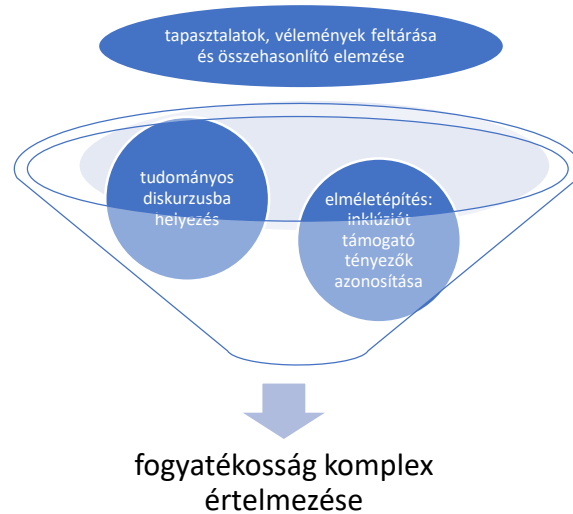 tapasztalatok, vélemények feltárása
és összehasonlító elemzése
tudományos
diskurzusba
helyezés
elméletépítés:
inklúziót
támogató
tényezők
azonosítása
fogyatékosság komplex
értelmezése